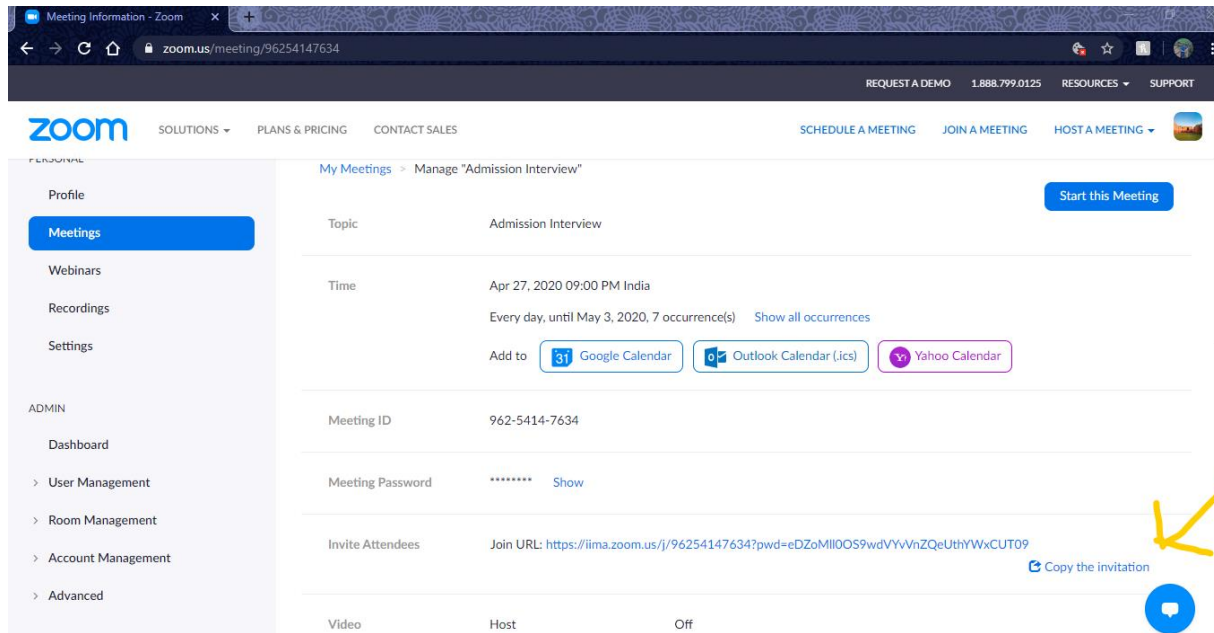 Meeting Information - Zoom
zoom.us/meeting/96254147634
REQUEST A DEMO 1.888.799.0125 RESOURCES SUPPORT
zoom SOLUTIONS PLANS & PRICING CONTACT SALES SCHEDULE A MEETING JOIN A MEETING HOST A MEETING
PERSONAL
Profile
Meetings
Webinars
Recordings
Settings
ADMIN
Dashboard
User Management
Room Management
Account Management
Advanced
My Meetings > Manage "Admission Interview"
Start this Meeting
Topic Admission Interview
Time Apr 27, 2020 09:00 PM India
Every day, until May 3, 2020, 7 occurrence(s) Show all occurrences
Add to 31 Google Calendar Outlook Calendar (.ics) Yahoo Calendar
Meeting ID 962-5414-7634
Meeting Password ******** Show
Invite Attendees Join URL: https://iima.zoom.us/j/96254147634?pwd=eDZoMll0OS9wdVYvVnZQeUthYWxCUT09
Copy the invitation
Video Host Off